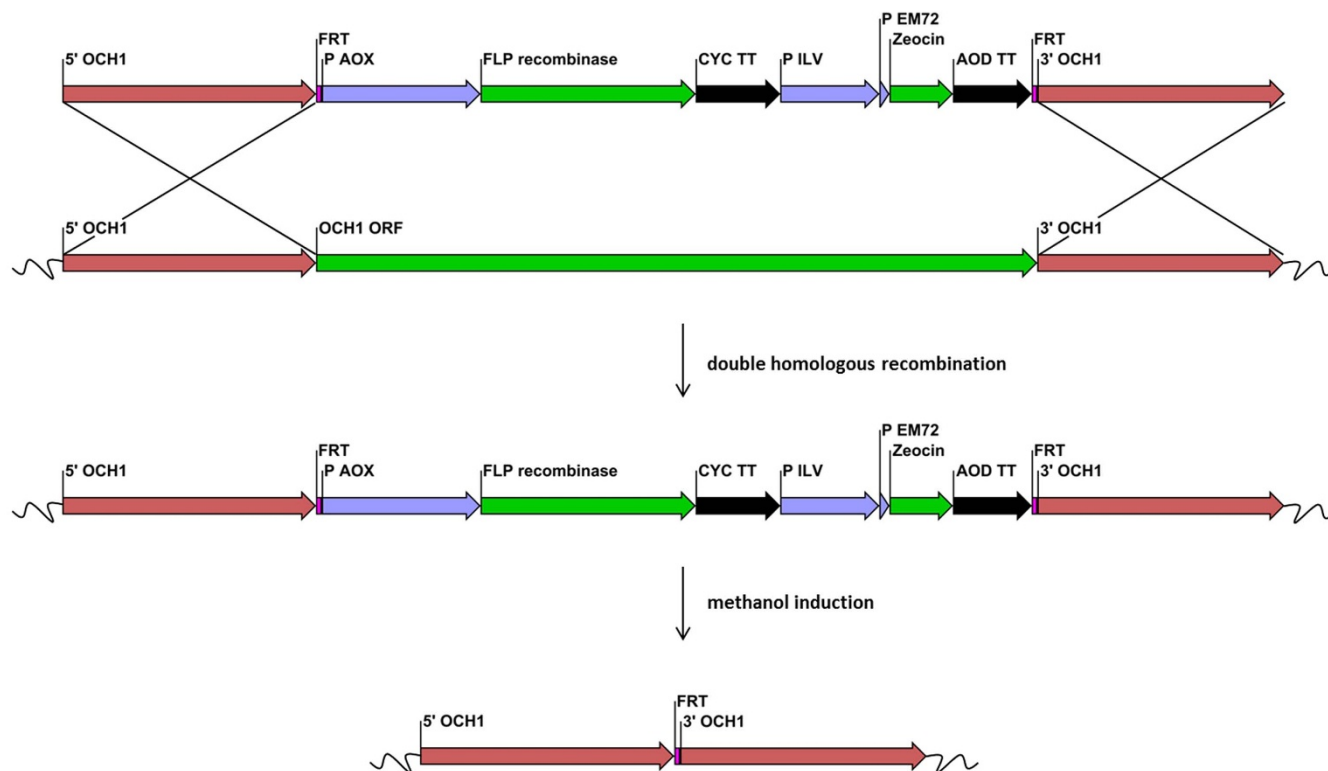 P EM72
5' OCH1 FRT Zeocin FRT
P AOX FLP recombinase CYC TT P ILV AOD TT 3' OCH1
5' OCH1 OCH1 ORF 3' OCH1
double homologous recombination
P EM72
FRT Zeocin FRT
5' OCH1 P AOX FLP recombinase CYC TT P ILV AOD TT 3' OCH1
methanol induction
FRT
5' OCH1 3' OCH1